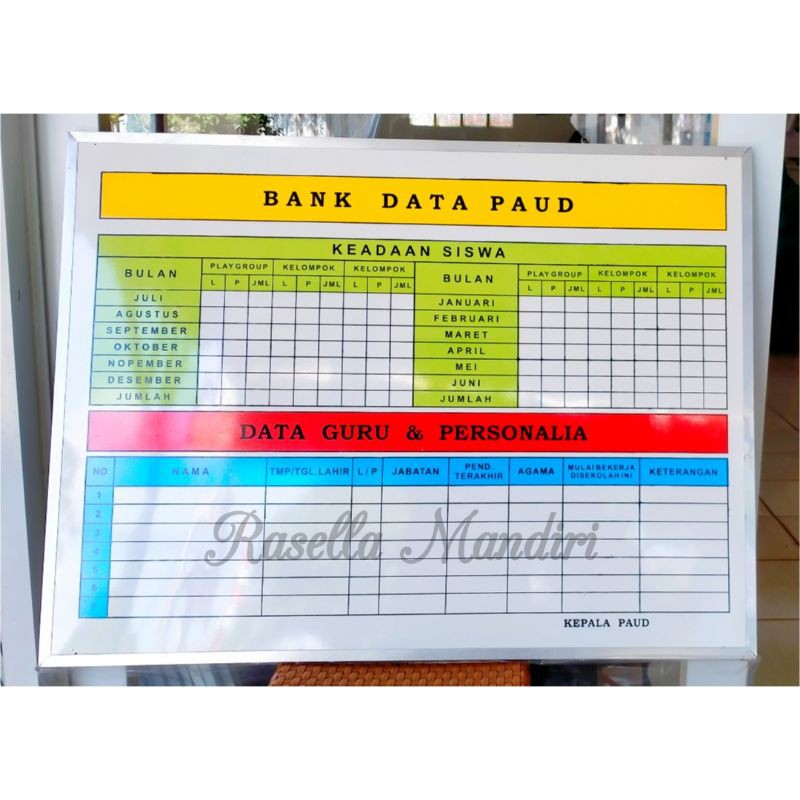 BANK DATA PAUD
KEADAAN SISWA
BULAN PLAYGROUP KELOMPOK KELOMPOK BULAN PLAYGROUP KELOMPOK KELOMPOK
L P JML L P JML L P JML L P JML L P JML L P JML
JULI JANUARI
AGUSTUS FEBRUARI
SEPTEMBER MARET
OKTOBER APRIL
NOPEMBER MEI
DESEMBER JUNI
JUMLAH JUMLAH
DATA GURU & PERSONALIA
NO NAMA TMP/TGL.LAHIR L/P JABATAN PEND. TERAKHIR AGAMA MULAI BEKERJA DISEKOLAH INI KETERANGAN
1
2
3
4
5
6
Rasella Mandiri
KEPALA PAUD